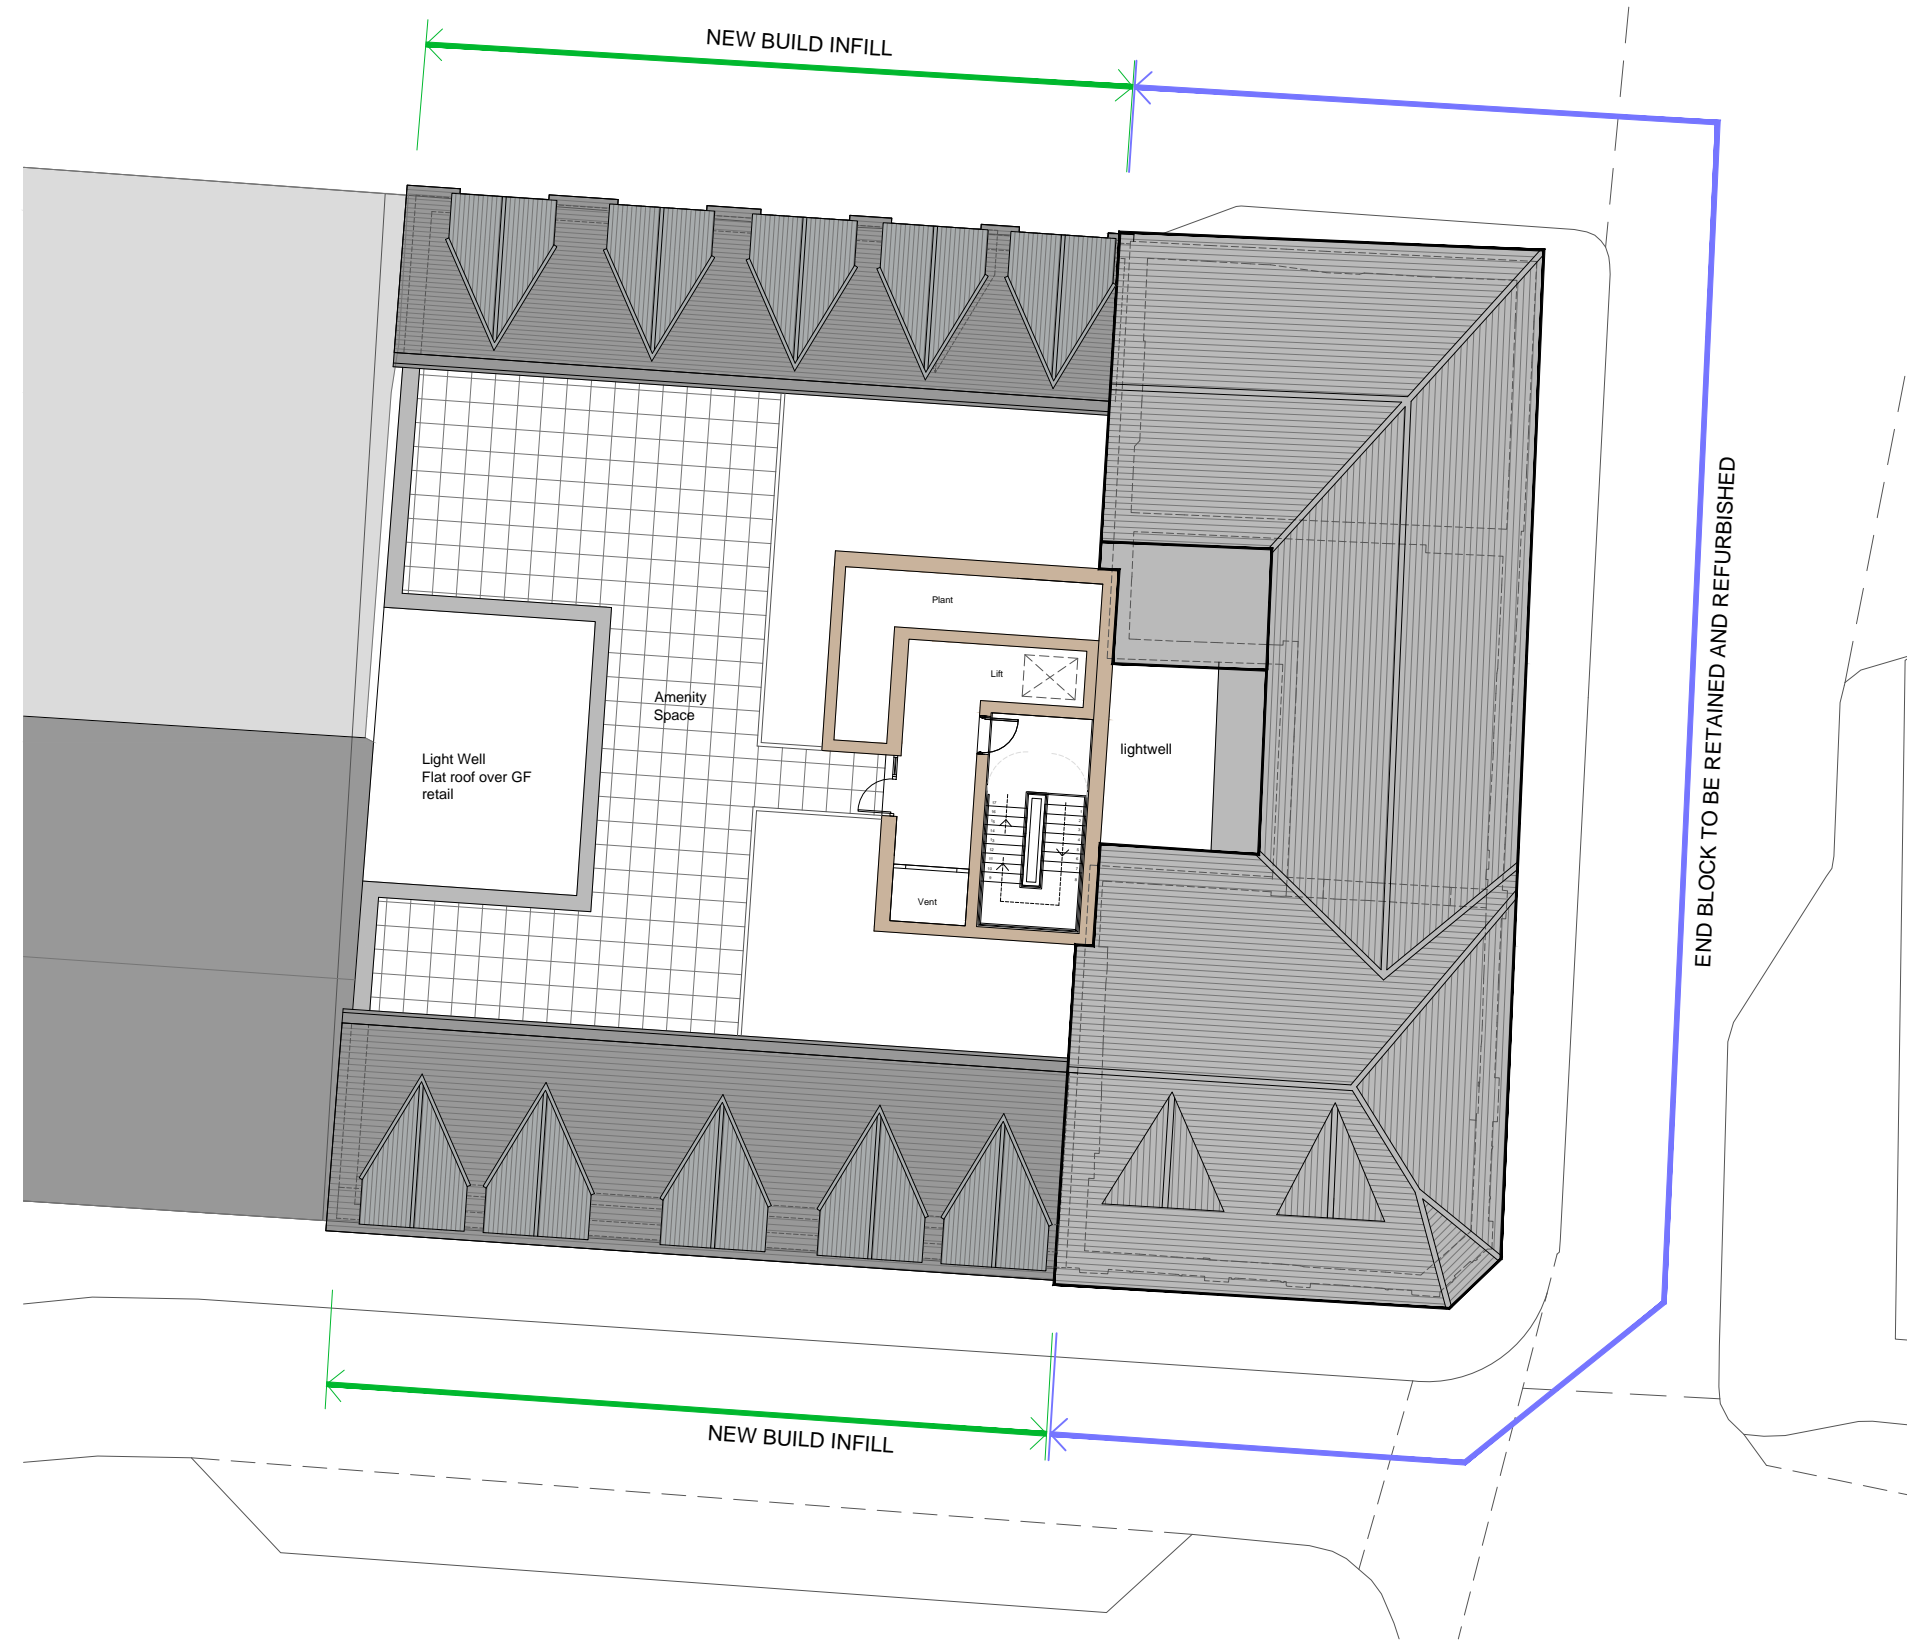 NEW BUILD INFILL
Plant
Lift
Amenity
Space
lightwell
Light Well
Flat roof over GF
retail
Vent
END BLOCK TO BE RETAINED AND REFURBISHED
NEW BUILD INFILL